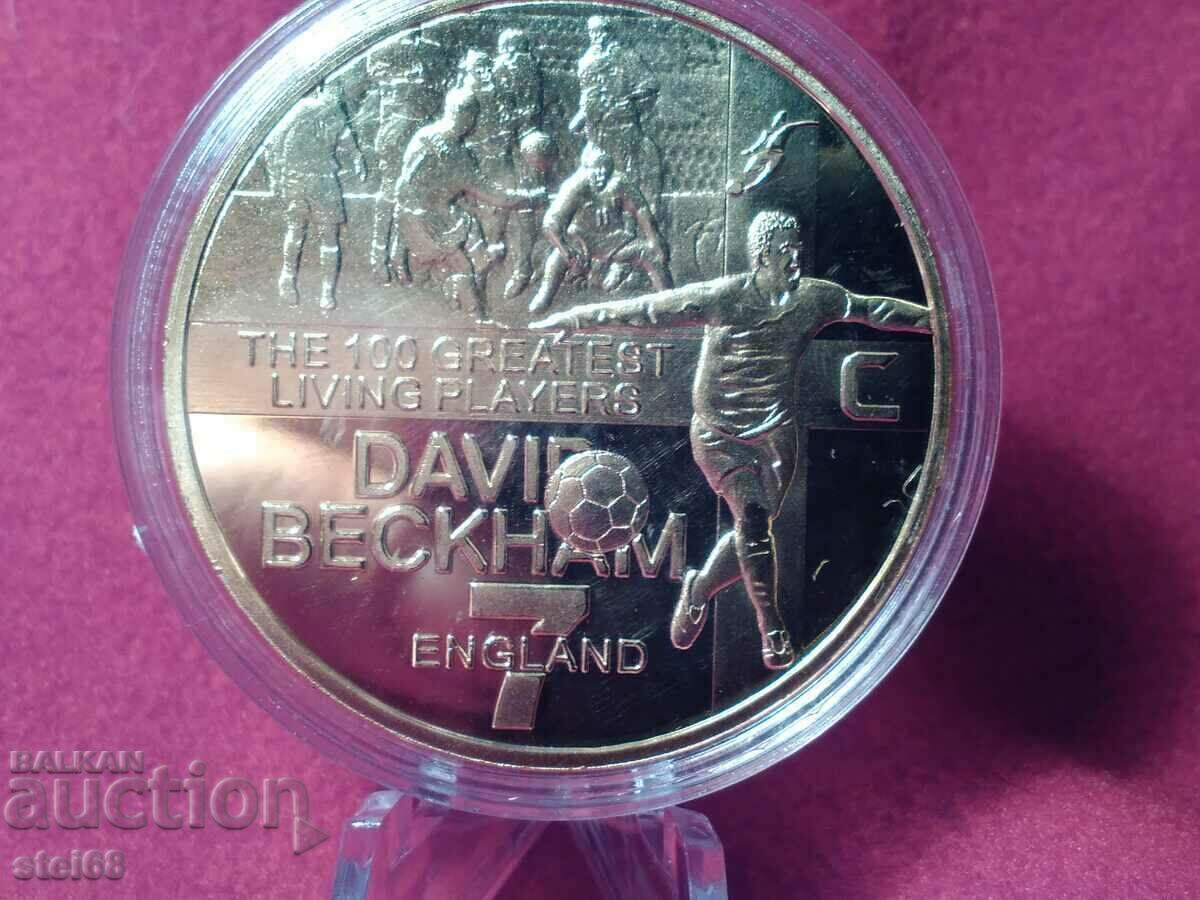 THE 100 GREATEST
LIVING PLAYERS
C
DAVID
BECKHAM
7
ENGLAND
BALKAN
auction
stei68